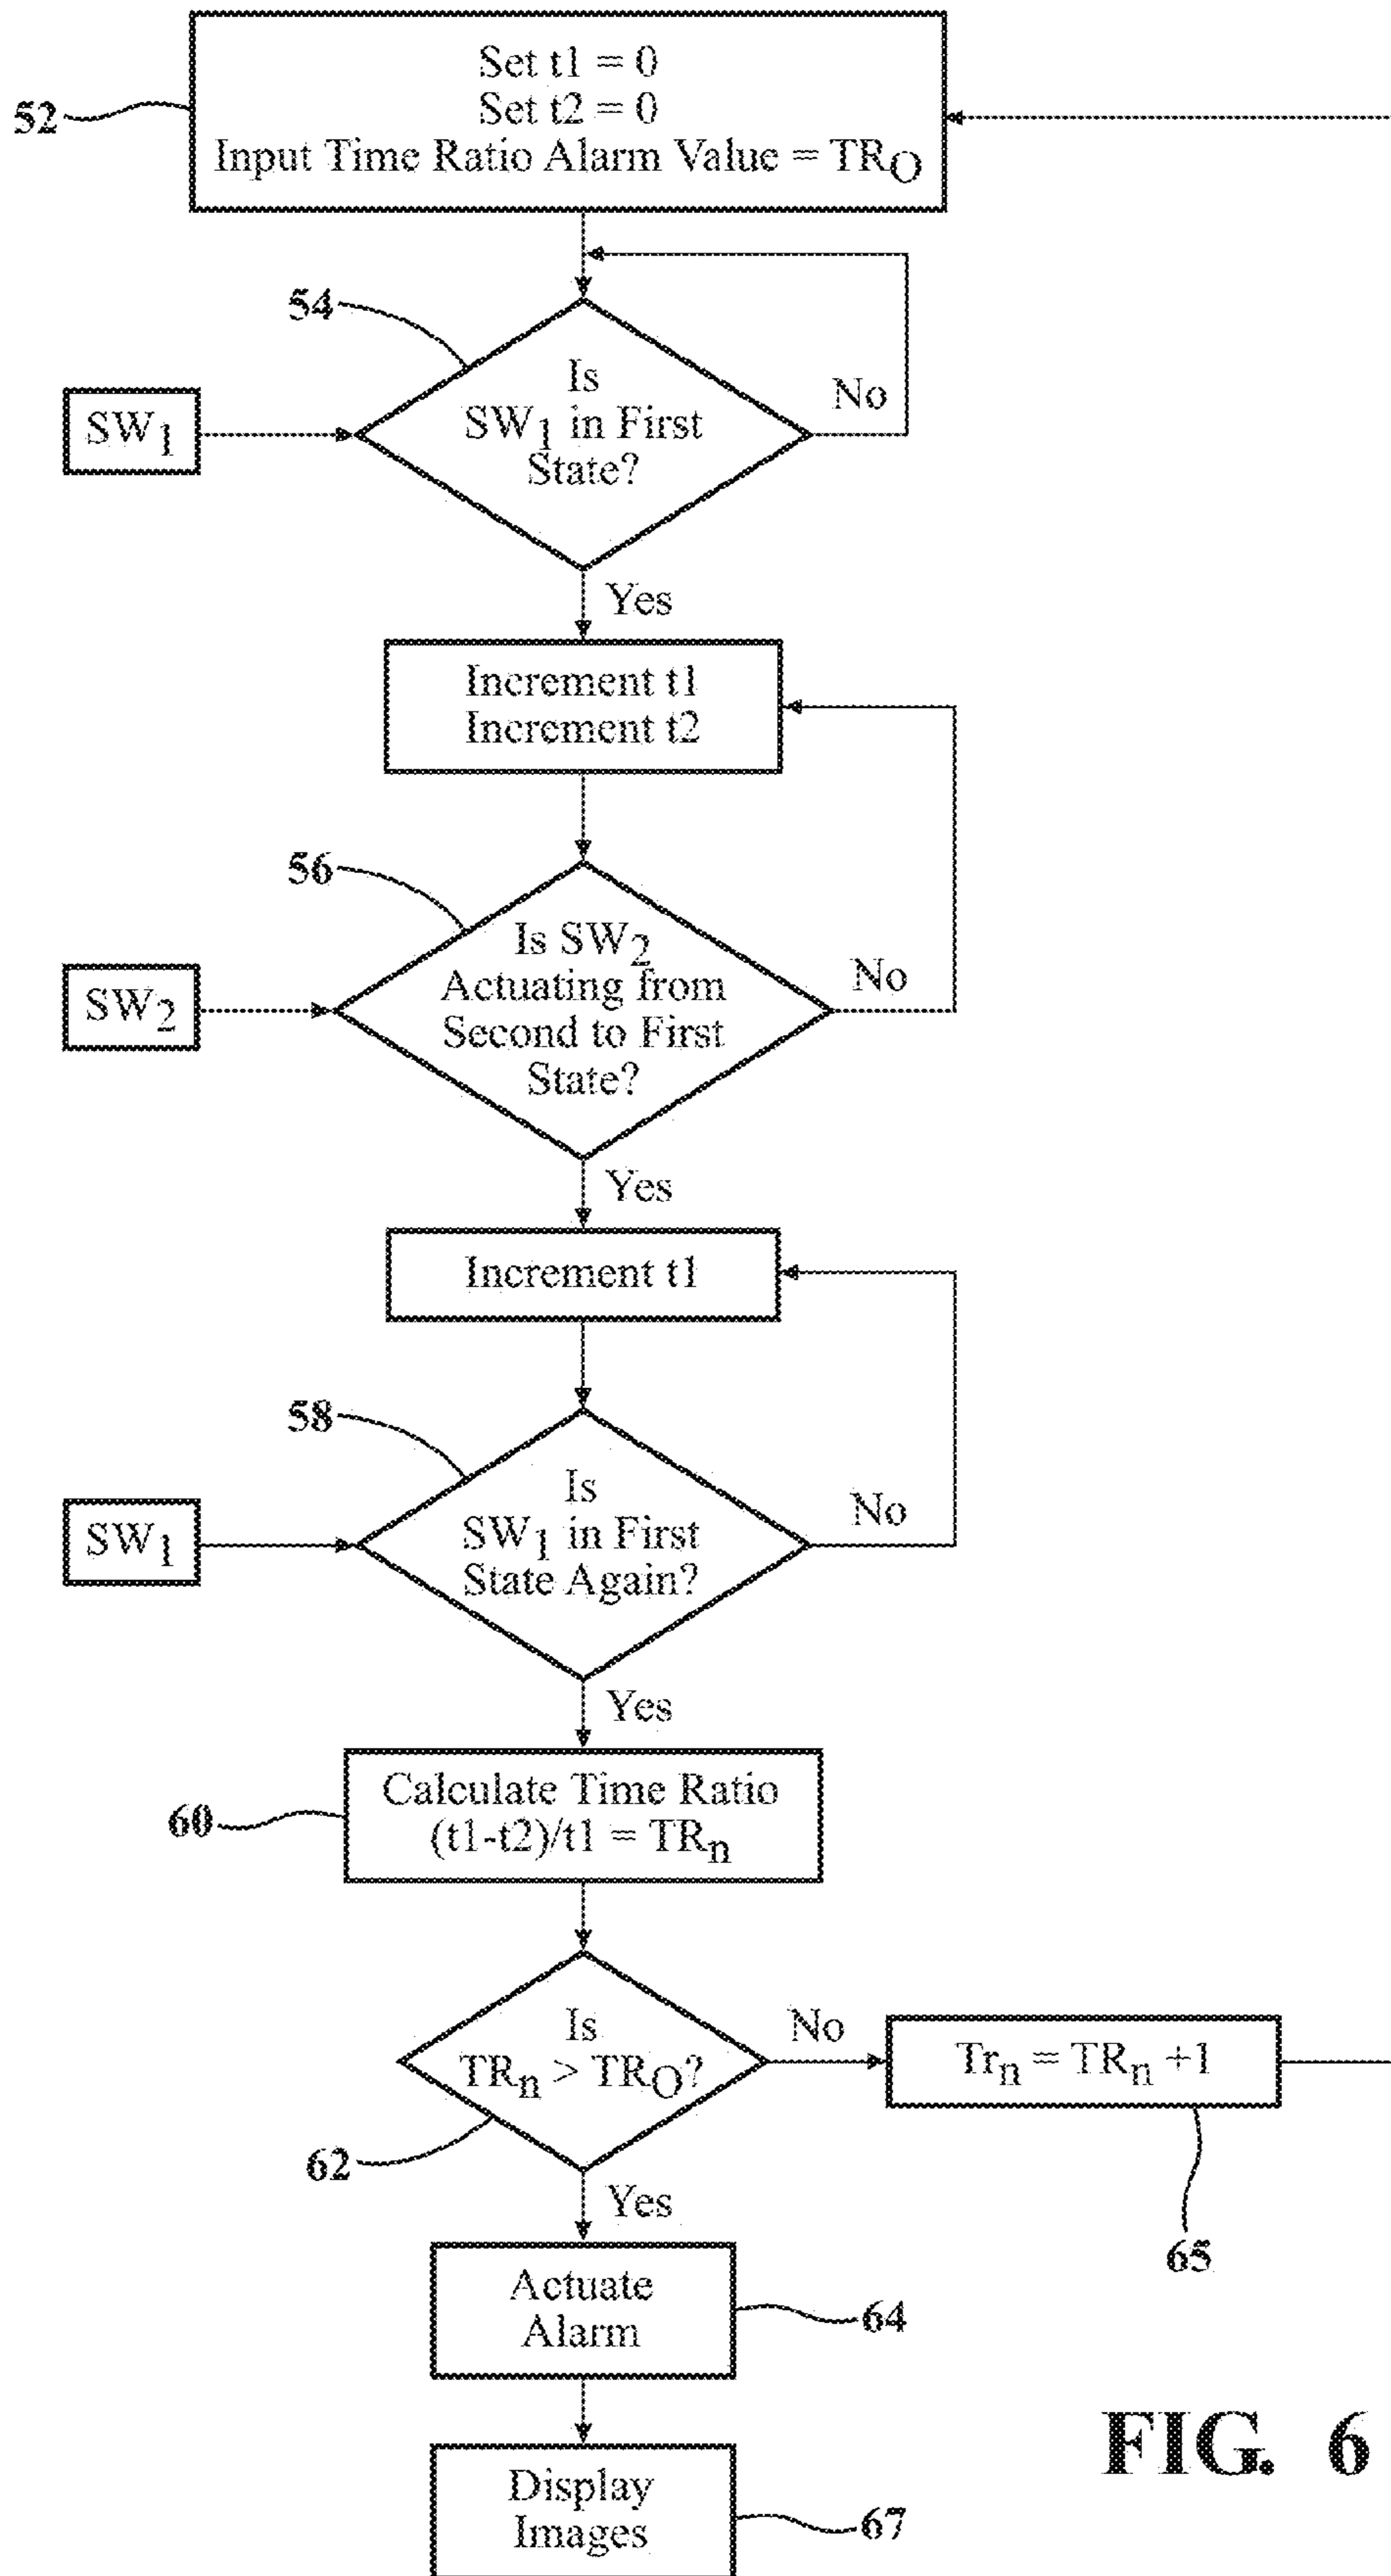 Set t1 = 0
52
Set t2 = 0
Input Time Ratio Alarm Value = TRO
54
Is
SW1 in First
State?
No
SW1
Yes
Increment t1
Increment t2
56
Is SW2
Actuating from
Second to First
State?
No
SW2
Yes
Increment t1
58
Is
SW1 in First
State Again?
No
SW1
Yes
60
Calculate Time Ratio
(t1-t2)/t1 = TRn
Is
TRn > TRO?
No
Trn = TRn +1
62
65
Yes
Actuate
Alarm
64
Display
Images
67
FIG. 6